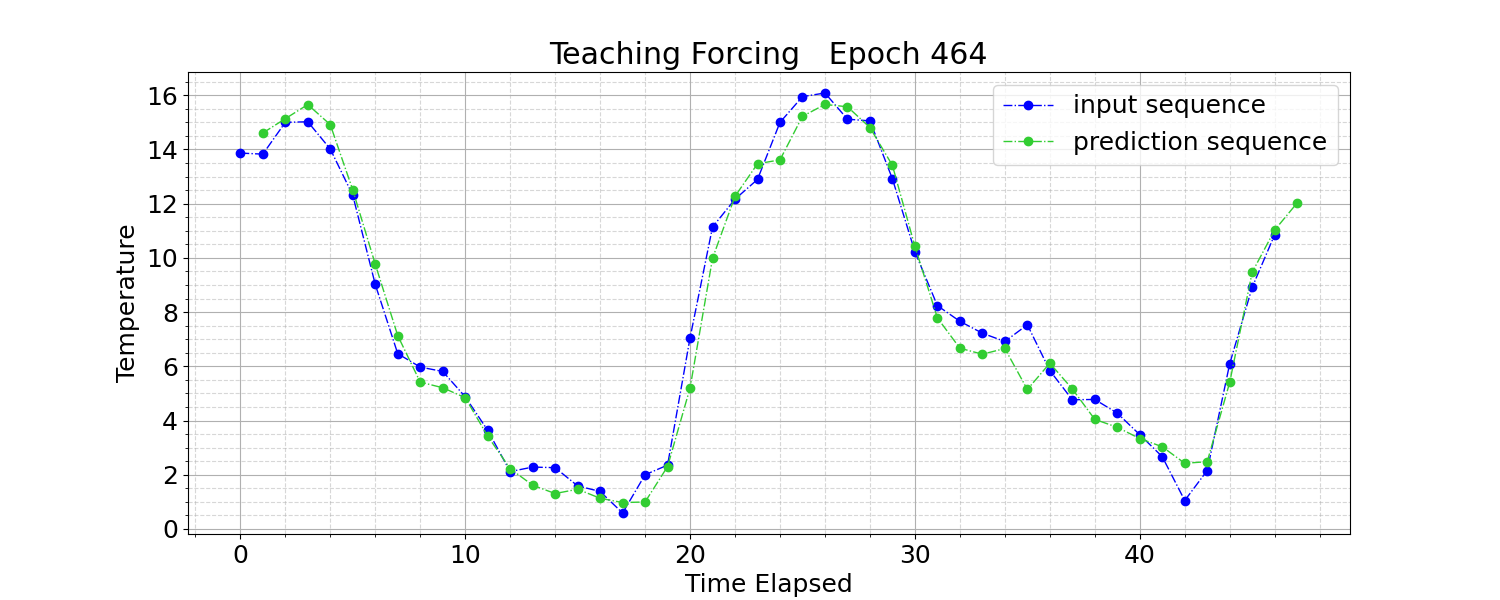 Teaching Forcing   Epoch 464
input sequence
prediction sequence
Temperature
16
14
12
10
8
6
4
2
0
0 10 20 30 40
Time Elapsed